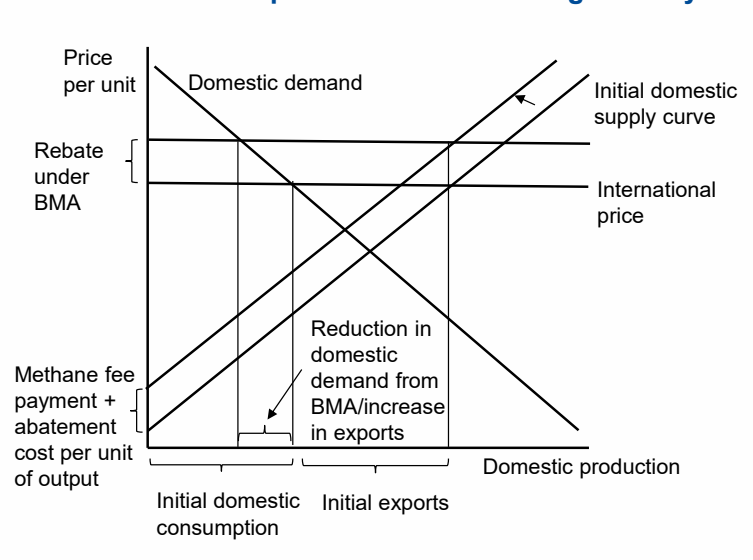 Price
per unit
Domestic demand
Initial domestic
supply curve
Rebate
under
BMA
International
price
Reduction in
domestic
demand from
BMA/increase
in exports
Methane fee
payment +
abatement
cost per unit
of output
Domestic production
Initial domestic
consumption
Initial exports